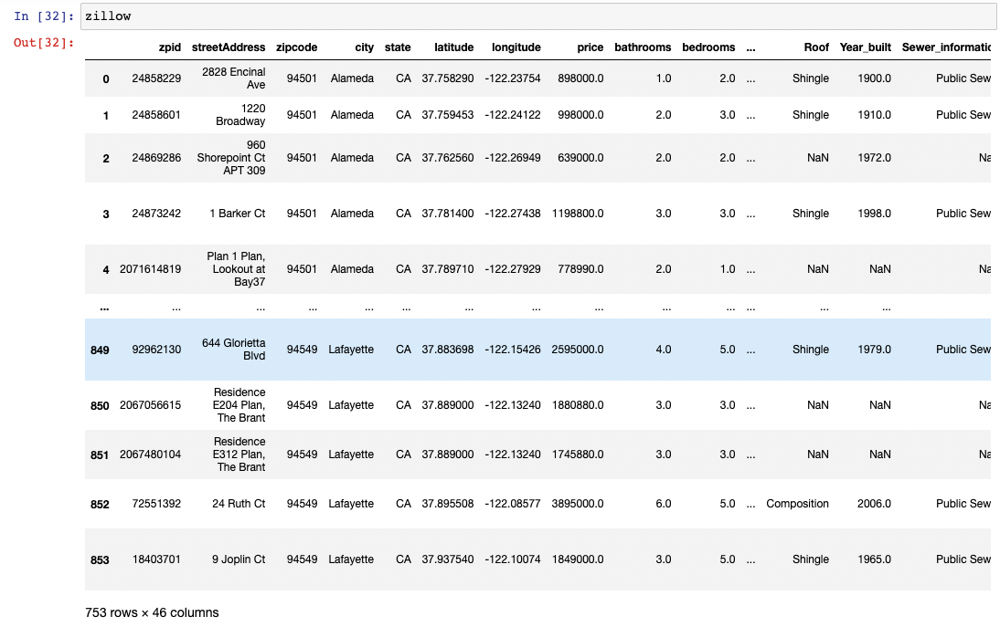 In [32]: zillow
Out[32]:
zpid streetAddress zipcode city state latitude longitude price bathrooms bedrooms ... Roof Year_built Sewer_informatic
0 24858229 2828 Encinal Ave 94501 Alameda CA 37.758290 -122.23754 898000.0 1.0 2.0 ... Shingle 1900.0 Public Sew
1 24858601 1220 Broadway 94501 Alameda CA 37.759453 -122.24122 998000.0 2.0 3.0 ... Shingle 1910.0 Public Sew
2 24869286 960 Shorepoint Ct APT 309 94501 Alameda CA 37.762560 -122.26949 639000.0 2.0 2.0 ... NaN 1972.0 Na
3 24873242 1 Barker Ct 94501 Alameda CA 37.781400 -122.27438 1198800.0 3.0 3.0 ... Shingle 1998.0 Public Sew
4 2071614819 Plan 1 Plan, Lookout at Bay37 94501 Alameda CA 37.789710 -122.27929 778990.0 2.0 1.0 ... NaN NaN Na
... ... ... ... ... ... ... ... ... ... ... ... ... ...
849 92962130 644 Glorietta Blvd 94549 Lafayette CA 37.883698 -122.15426 2595000.0 4.0 5.0 ... Shingle 1979.0 Public Sew
850 2067056615 Residence E204 Plan, The Brant 94549 Lafayette CA 37.889000 -122.13240 1880880.0 3.0 3.0 ... NaN NaN Na
851 2067480104 Residence E312 Plan, The Brant 94549 Lafayette CA 37.889000 -122.13240 1745880.0 3.0 3.0 ... NaN NaN Na
852 72551392 24 Ruth Ct 94549 Lafayette CA 37.895508 -122.08577 3895000.0 6.0 5.0 ... Composition 2006.0 Public Sew
853 18403701 9 Joplin Ct 94549 Lafayette CA 37.937540 -122.10074 1849000.0 3.0 5.0 ... Shingle 1965.0 Public Sew
753 rows × 46 columns